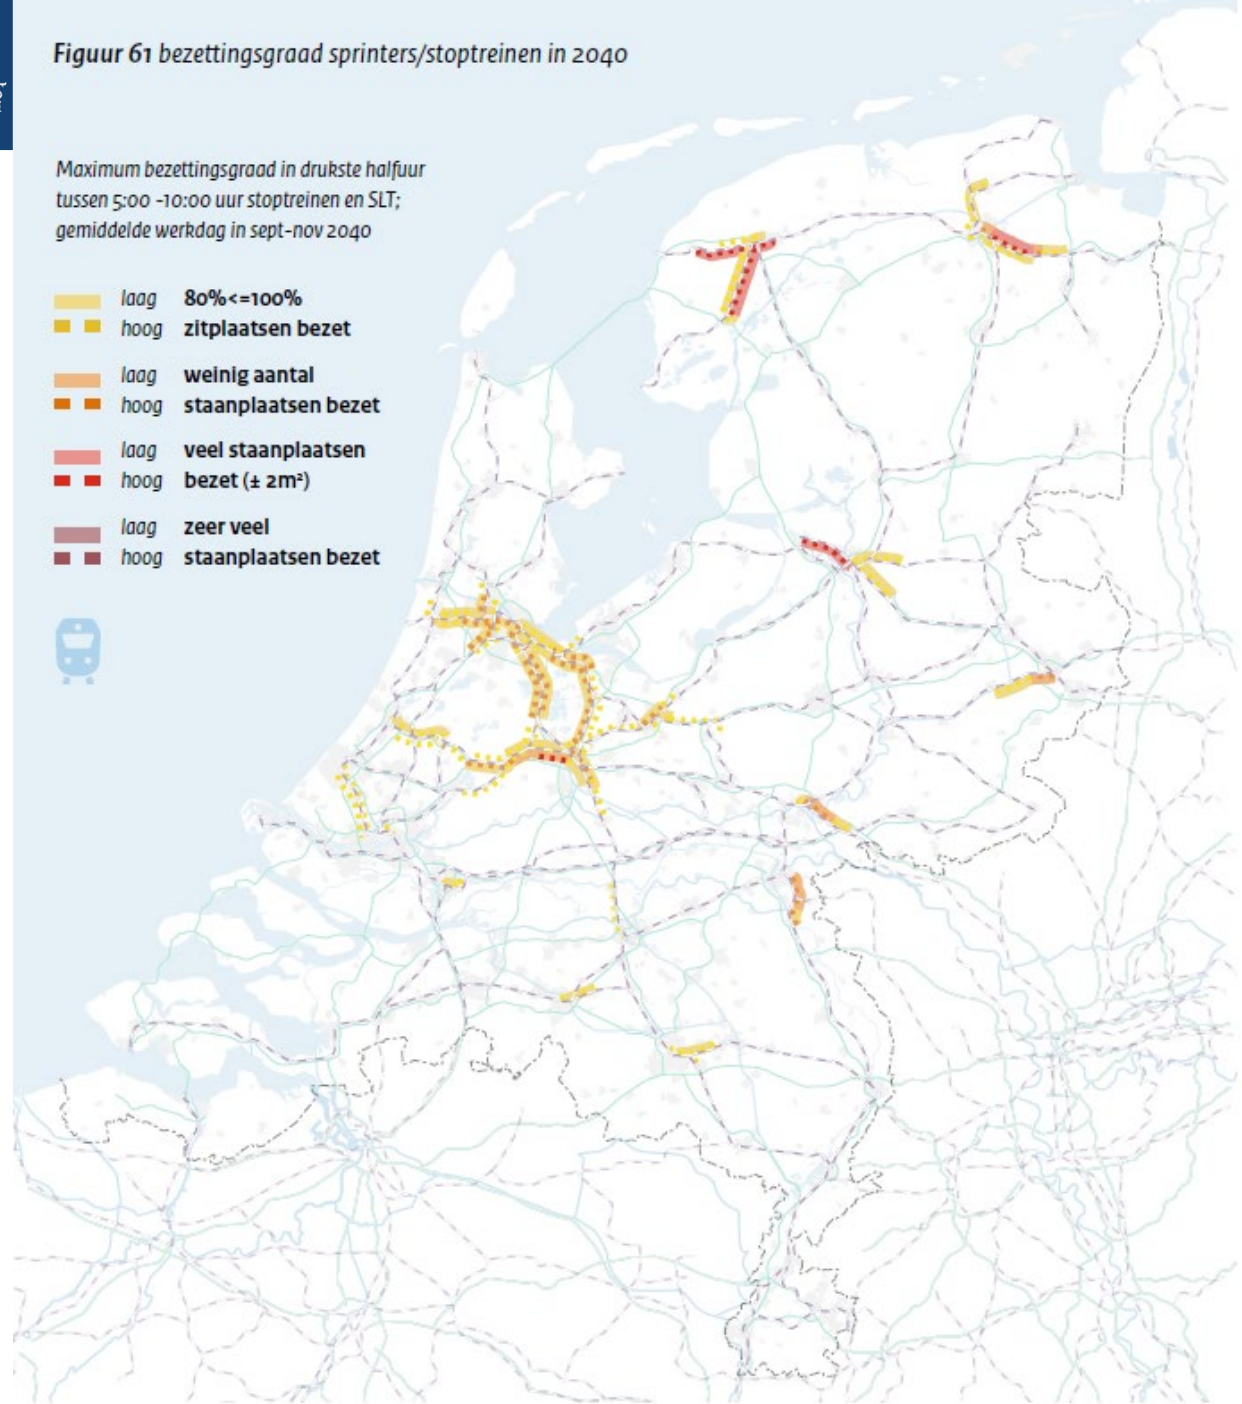 Figuur 61 bezettingsgraad sprinters/stoptreinen in 2040
Maximum bezettingsgraad in drukste halfuur
tussen 5:00 -10:00 uur stoptreinen en SLT;
gemiddelde werkdag in sept-nov 2040
laag 80%<=100%
hoog zitplaatsen bezet
laag weinig aantal
hoog staanplaatsen bezet
laag veel staanplaatsen
hoog bezet (± 2m²)
laag zeer veel
hoog staanplaatsen bezet